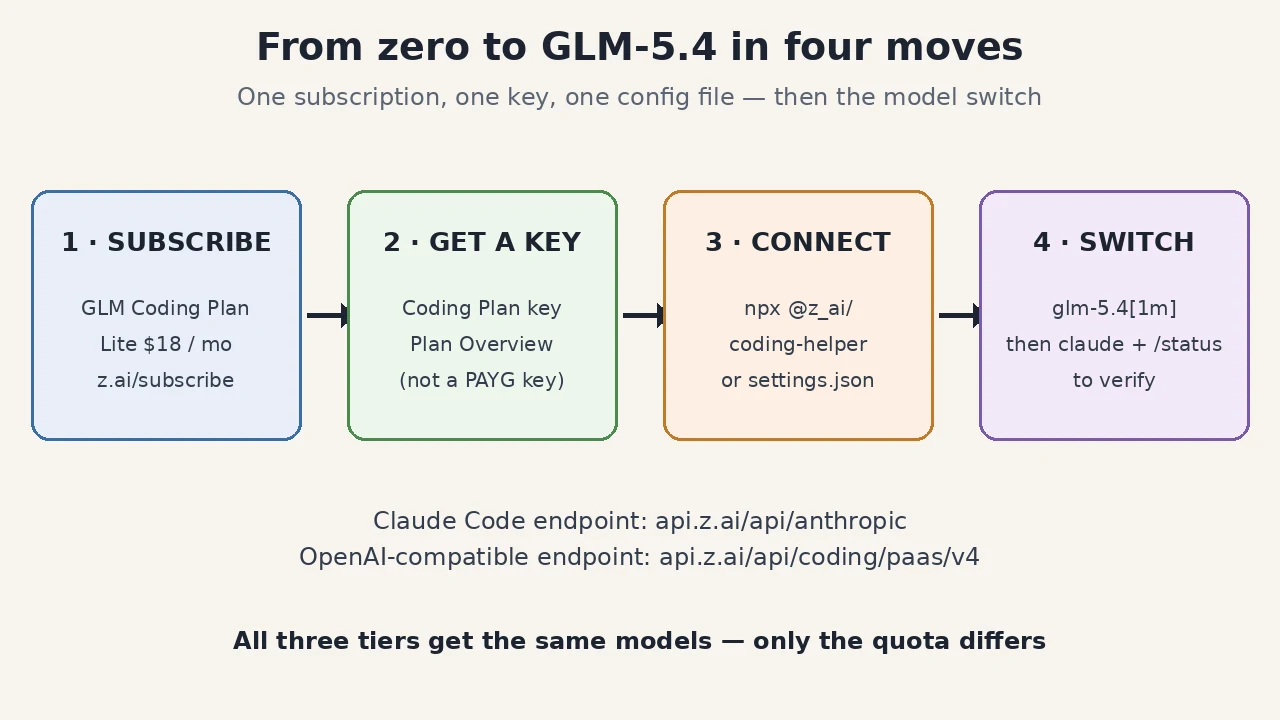 From zero to GLM-5.4 in four moves
One subscription, one key, one config file — then the model switch
1 · SUBSCRIBE
GLM Coding Plan
Lite $18 / mo
z.ai/subscribe
2 · GET A KEY
Coding Plan key
Plan Overview
(not a PAYG key)
3 · CONNECT
npx @z_ai/
coding-helper
or settings.json
4 · SWITCH
glm-5.4[1m]
then claude + /status
to verify
Claude Code endpoint: api.z.ai/api/anthropic
OpenAI-compatible endpoint: api.z.ai/api/coding/paas/v4
All three tiers get the same models — only the quota differs